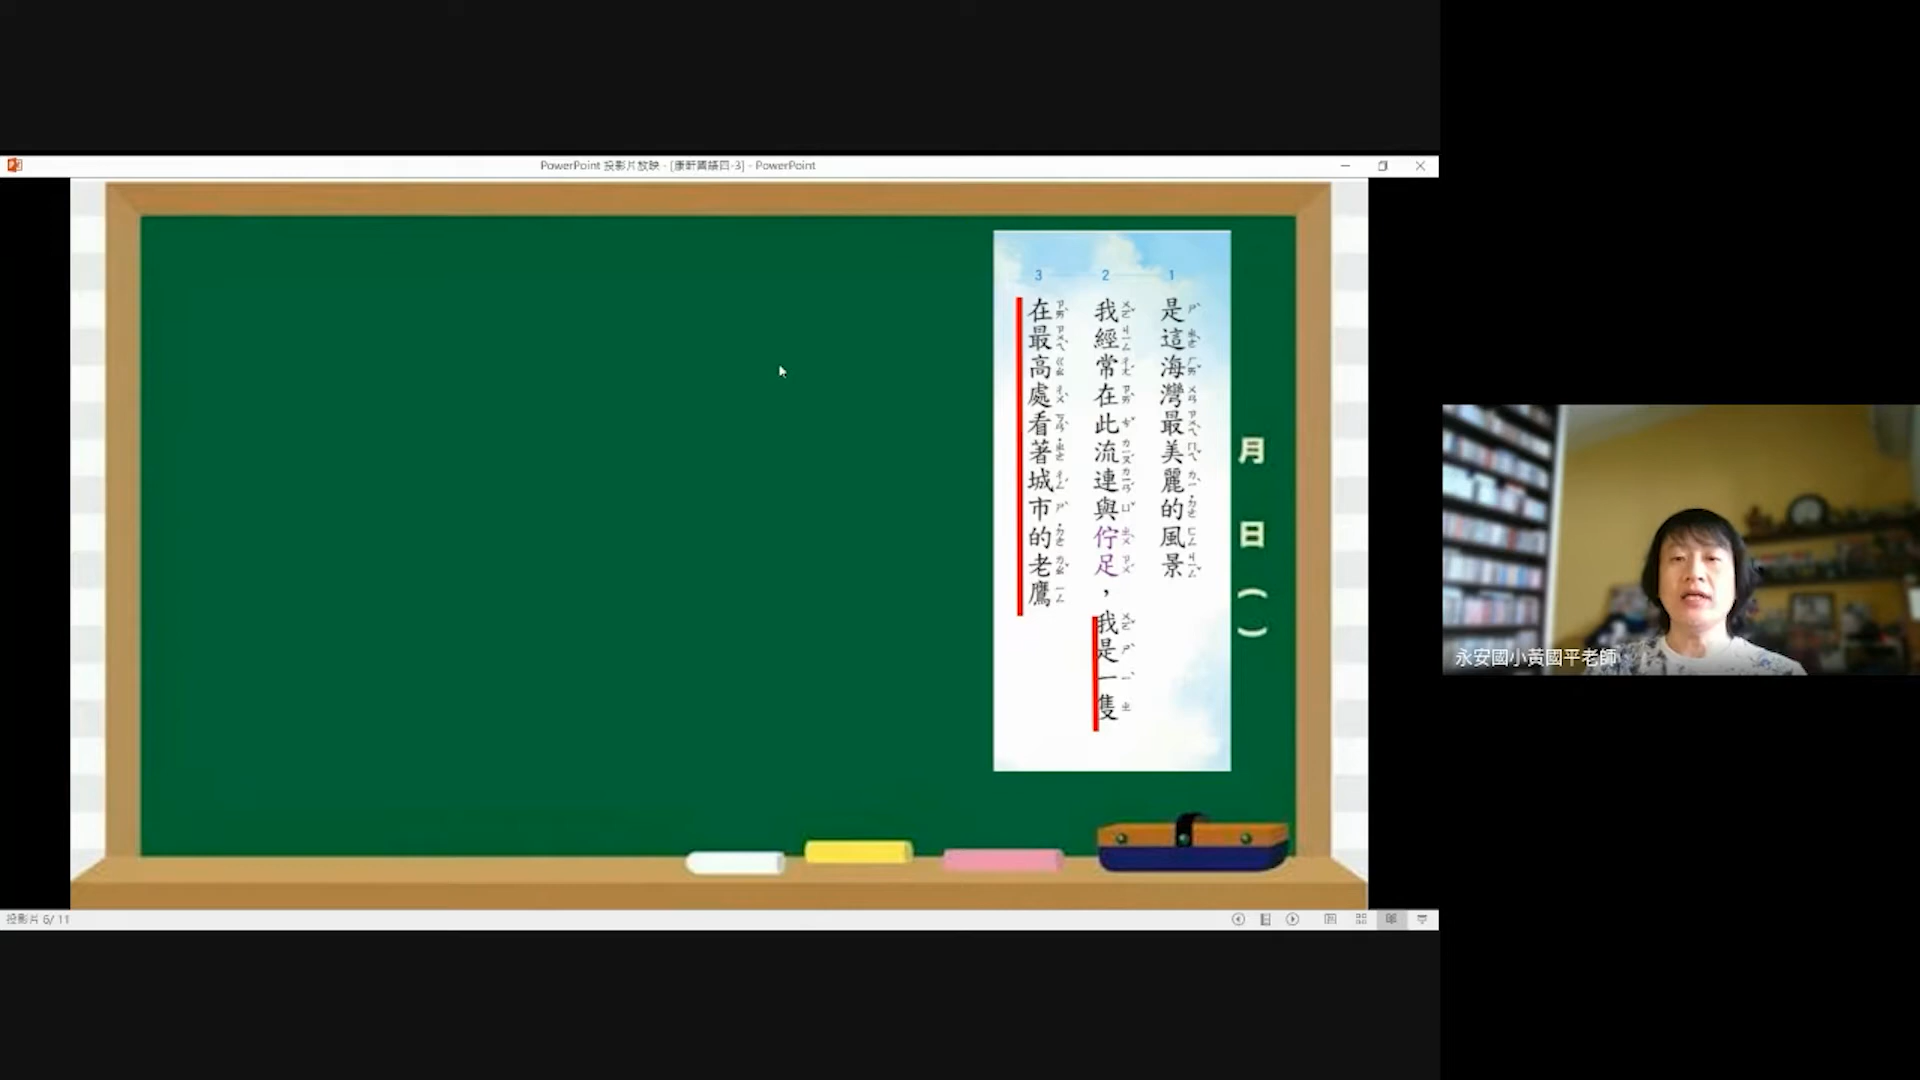 PowerPoint 投影片放映 - [康軒國語四-3] - PowerPoint
月 日 ( )
1 是這海灣最美麗的風景
2 我經常在此流連與佇足，我是一隻
3 在最高處看著城市的老鷹
永安國小黃國平老師
投影片 6/ 11